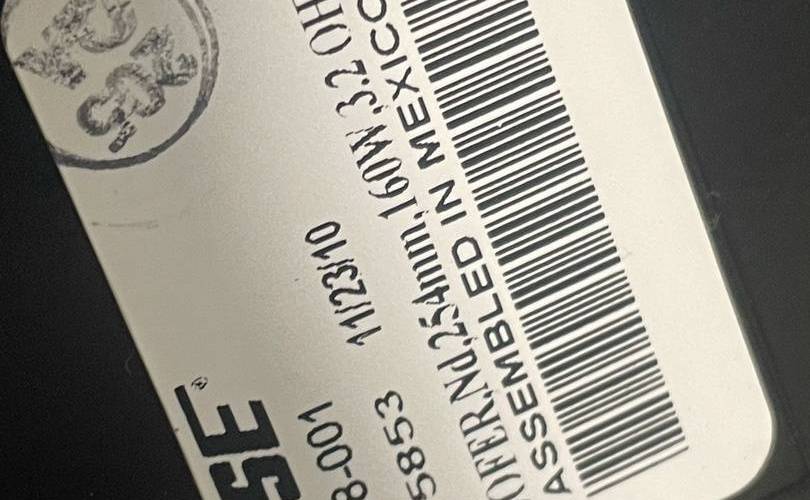 SE®
8-001 11/23/10
5853
OFER,Nd,254mm,160W,3.2 OH
ASSEMBLED IN MEXICO